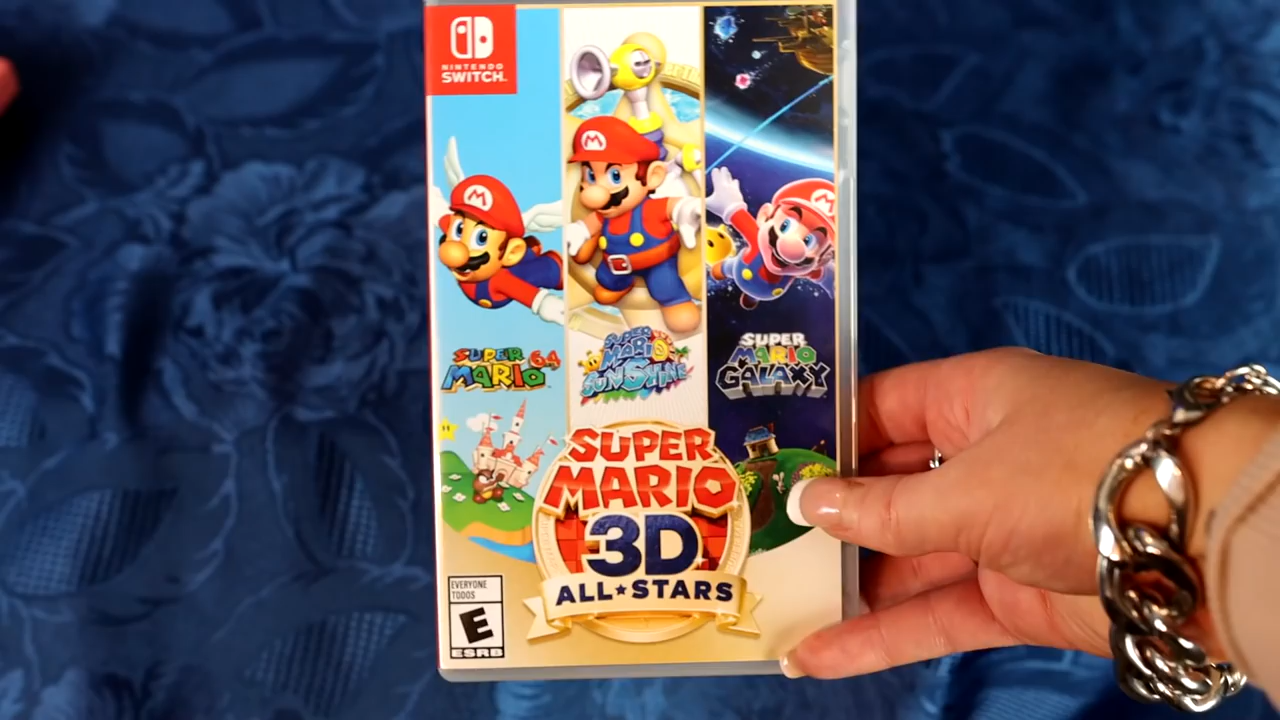 NINTENDO
SWITCH
M
M
M
SUPER
MARIO 64
SUPER
MARIO
SUNSHINE
SUPER
MARIO
GALAXY
SUPER
MARIO
3D
ALL★STARS
EVERYONE
TODOS
E
ESRB